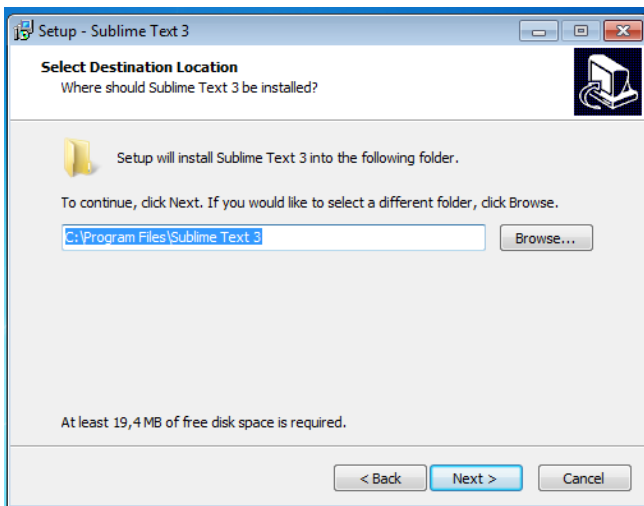 Setup - Sublime Text 3
Select Destination Location
Where should Sublime Text 3 be installed?
Setup will install Sublime Text 3 into the following folder.
To continue, click Next. If you would like to select a different folder, click Browse.
C:\Program Files\Sublime Text 3
Browse...
At least 19,4 MB of free disk space is required.
< Back
Next >
Cancel